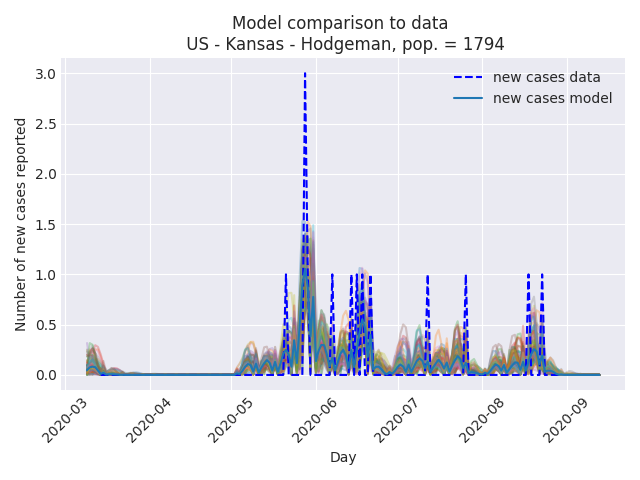 Model comparison to data
US - Kansas - Hodgeman, pop. = 1794
new cases data
new cases model
Number of new cases reported
3.0
2.5
2.0
1.5
1.0
0.5
0.0
2020-03
2020-04
2020-05
2020-06
2020-07
2020-08
2020-09
Day